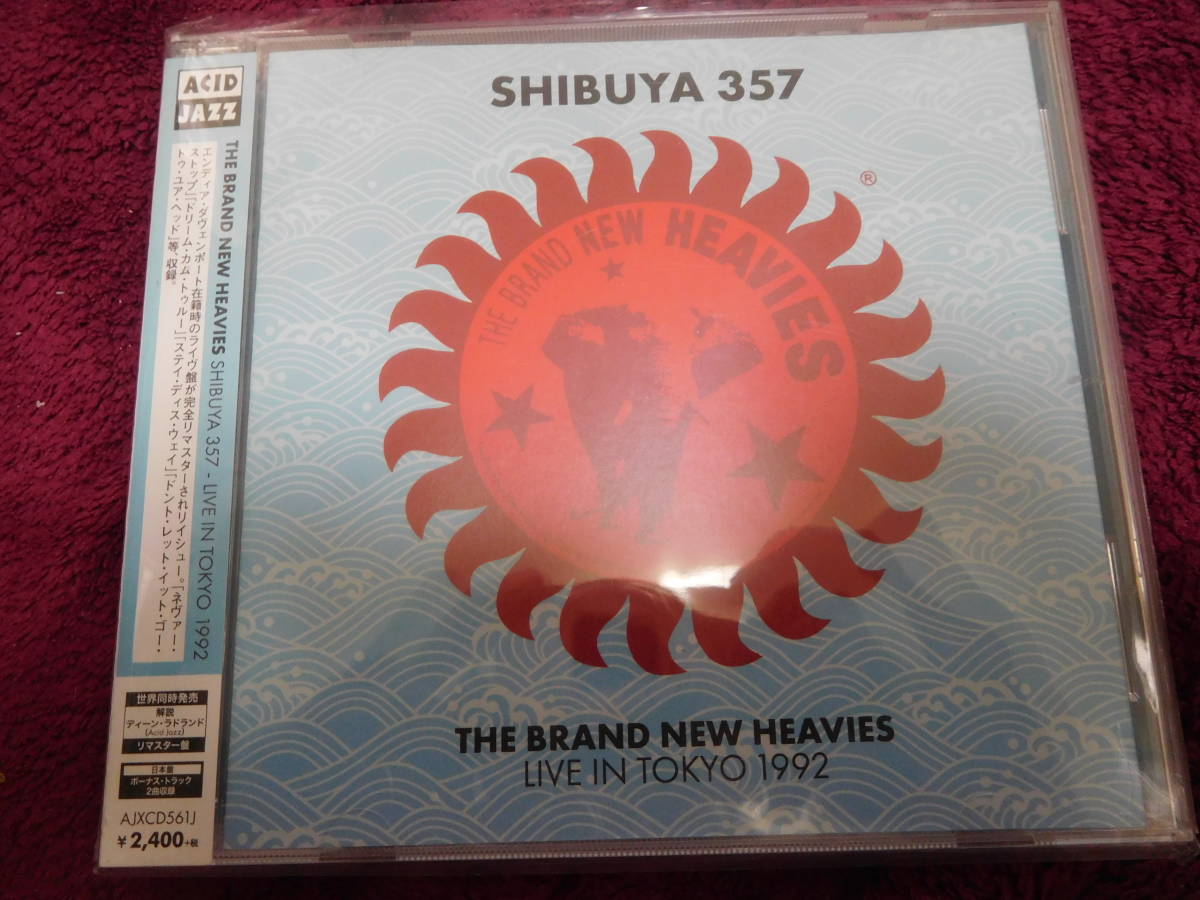 ACID
JAZZ
THE BRAND NEW HEAVIES SHIBUYA 357 - LIVE IN TOKYO 1992
エンディア・ダヴェンポート在籍時のライヴ盤が完全リマスターされリイシュー。「ネヴァー・
ストップ」「ドリーム・カム・トゥルー」「ステイ・ディス・ウェイ」「ドント・レット・イット・ゴー・
トゥ・ユア・ヘッド」等、収録。
世界同時発売
解説
ディーン・ラドランド
(Acid Jazz)
リマスター盤
日本盤
ボーナス・トラック
2曲収録
AJXCD561J
¥2,400+税
SHIBUYA 357
®
THE BRAND NEW HEAVIES
THE BRAND NEW HEAVIES
LIVE IN TOKYO 1992